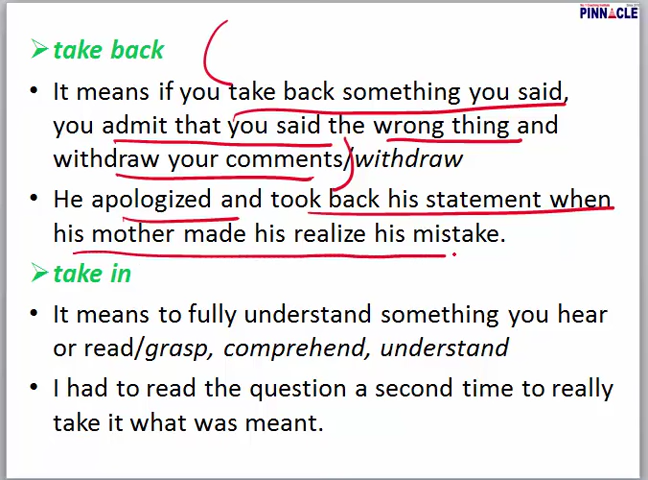 PINNACLE
take back
• It means if you take back something you said,
you admit that you said the wrong thing and
withdraw your comments/withdraw
• He apologized and took back his statement when
his mother made his realize his mistake.
take in
• It means to fully understand something you hear
or read/grasp, comprehend, understand
• I had to read the question a second time to really
take it what was meant.